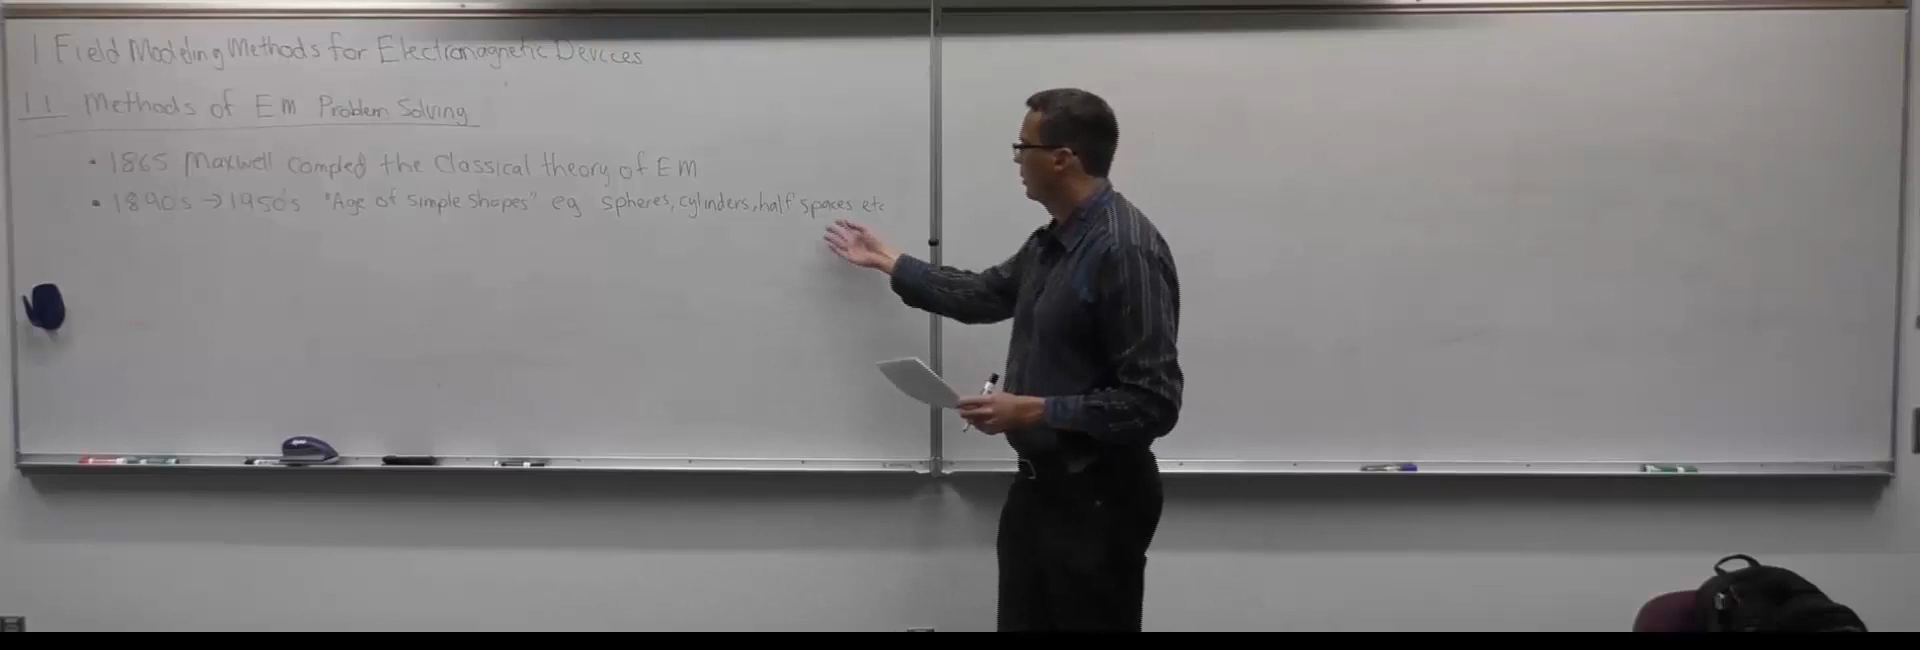 1 Field Modeling Methods for Electromagnetic Devices
1.1 Methods of EM Problem Solving
• 1865 Maxwell compled the Classical theory of EM
• 1890's → 1950's "Age of simple shapes" eg spheres, cylinders, half spaces etc